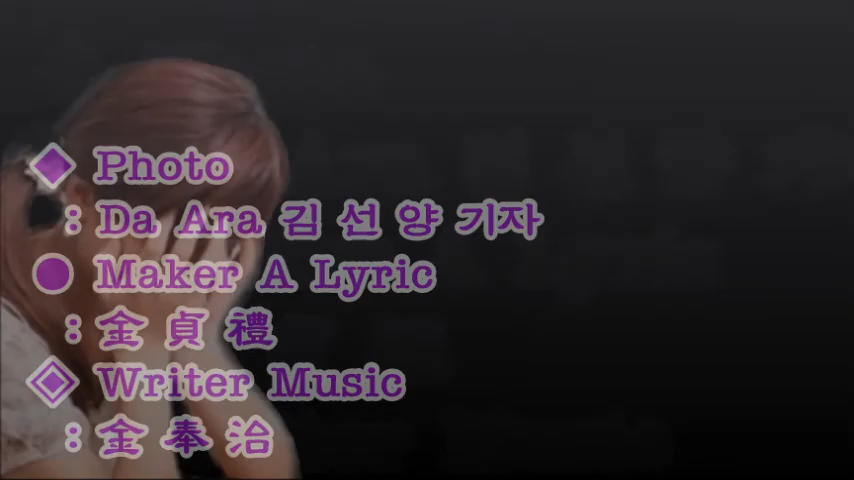 ◆ Photo
: Da Ara 김 선 양 기자
● Maker A Lyric
: 金 貞 禮
◈ Writer Music
: 金 奉 治